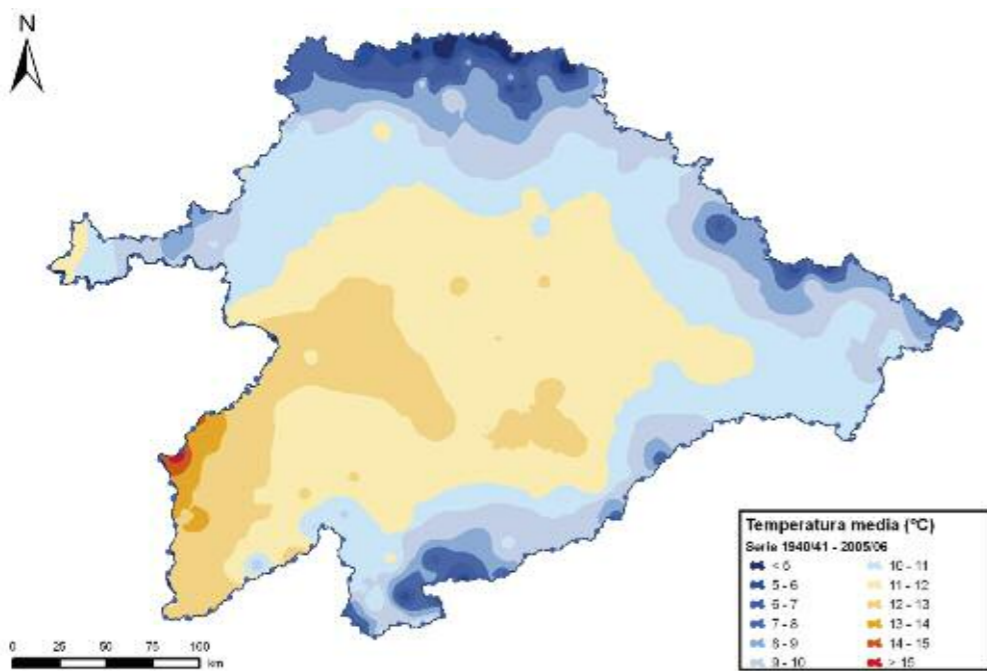 N
Temperatura media (ºC)
Serie 1940/41 - 2005/06
< 5 10 - 11
5 - 6 11 - 12
6 - 7 12 - 13
7 - 8 13 - 14
8 - 9 14 - 15
9 - 10 > 15
0 25 50 75 100
km